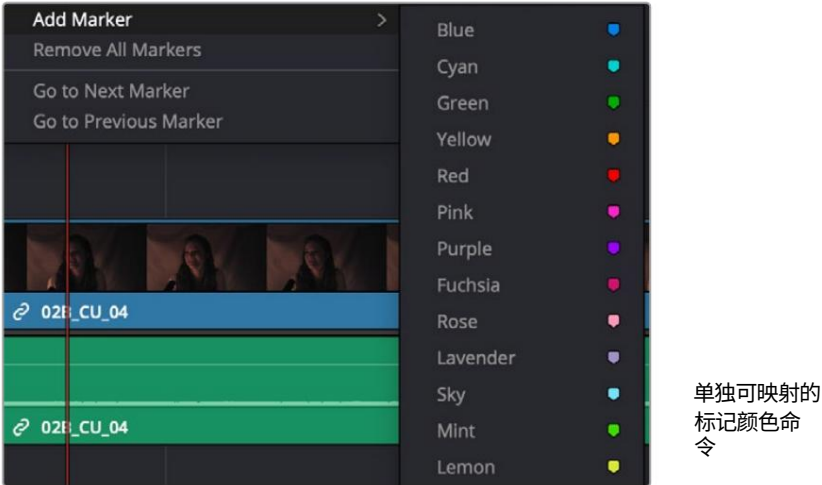 Add Marker
Remove All Markers
Go to Next Marker
Go to Previous Marker
Blue
Cyan
Green
Yellow
Red
Pink
Purple
Fuchsia
Rose
Lavender
Sky
Mint
Lemon
02B_CU_04
02B_CU_04
单独可映射的
标记颜色命
令